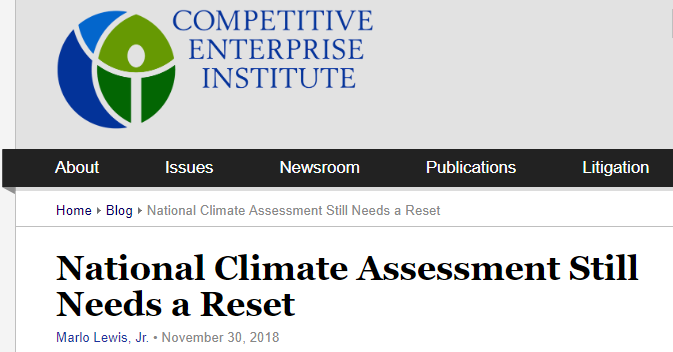 COMPETITIVE
ENTERPRISE
INSTITUTE
About Issues Newsroom Publications Litigation
Home Blog National Climate Assessment Still Needs a Reset
National Climate Assessment Still
Needs a Reset
Marlo Lewis, Jr. • November 30, 2018